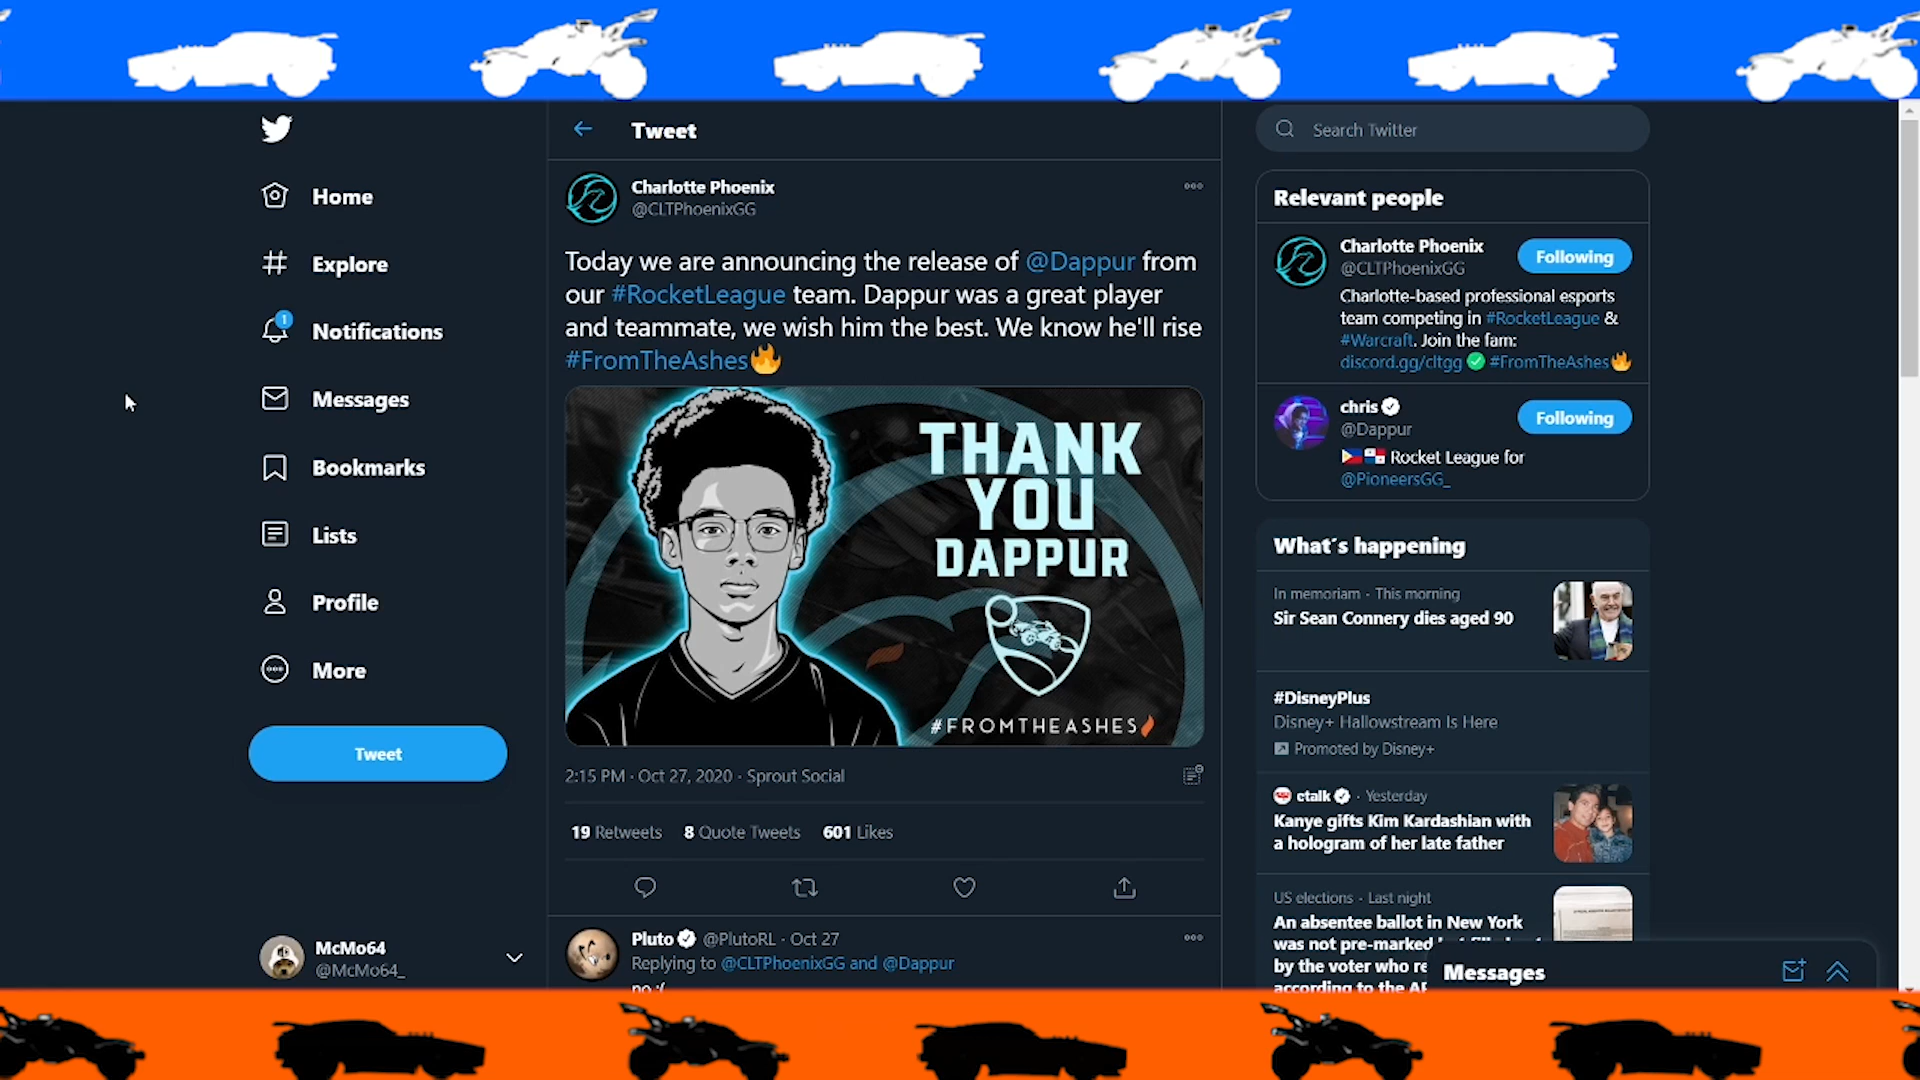 Home
Explore
1
Notifications
Messages
Bookmarks
Lists
Profile
More
Tweet
McMo64
@McMo64_
Tweet
Charlotte Phoenix
@CLTPhoenixGG
Today we are announcing the release of @Dappur from
our #RocketLeague team. Dappur was a great player
and teammate, we wish him the best. We know he'll rise
#FromTheAshes🔥
THANK
YOU
DAPPUR
#FROMTHEASHES
2:15 PM · Oct 27, 2020 · Sprout Social
19 Retweets 8 Quote Tweets 601 Likes
Pluto @PlutoRL · Oct 27
Replying to @CLTPhoenixGG and @Dappur
no :(
Search Twitter
Relevant people
Charlotte Phoenix
@CLTPhoenixGG
Following
Charlotte-based professional esports
team competing in #RocketLeague &
#Warcraft. Join the fam:
discord.gg/cltgg ✅ #FromTheAshes🔥
chris
@Dappur
Following
🇵🇭🇵🇦 Rocket League for
@PioneersGG_
What's happening
In memoriam · This morning
Sir Sean Connery dies aged 90
#DisneyPlus
Disney+ Hallowstream Is Here
Promoted by Disney+
etalk · Yesterday
Kanye gifts Kim Kardashian with
a hologram of her late father
US elections · Last night
An absentee ballot in New York
was not pre-marked
by the voter who
according to the
Messages